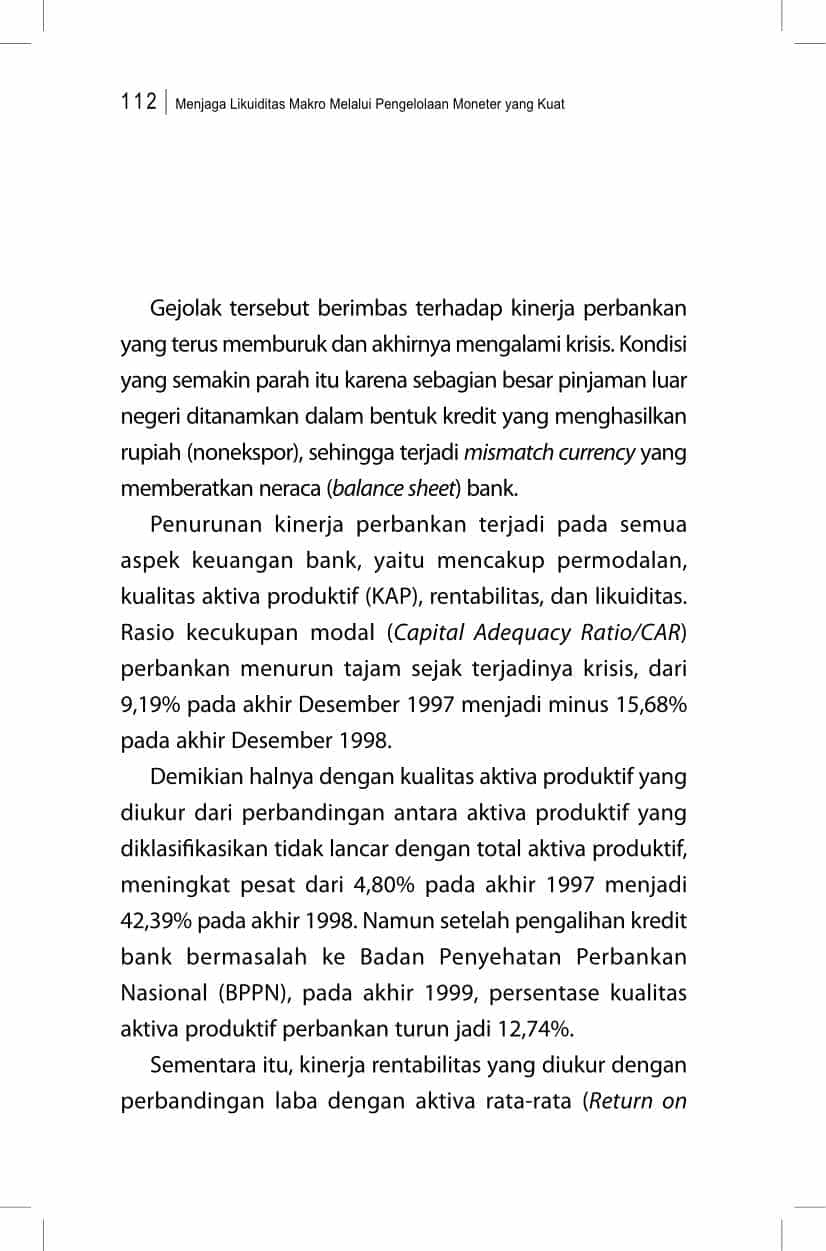 112 | Menjaga Likuiditas Makro Melalui Pengelolaan Moneter yang Kuat
Gejolak tersebut berimbas terhadap kinerja perbankan
yang terus memburuk dan akhirnya mengalami krisis. Kondisi
yang semakin parah itu karena sebagian besar pinjaman luar
negeri ditanamkan dalam bentuk kredit yang menghasilkan
rupiah (nonekspor), sehingga terjadi mismatch currency yang
memberatkan neraca (balance sheet) bank.
Penurunan kinerja perbankan terjadi pada semua
aspek keuangan bank, yaitu mencakup permodalan,
kualitas aktiva produktif (KAP), rentabilitas, dan likuiditas.
Rasio kecukupan modal (Capital Adequacy Ratio/CAR)
perbankan menurun tajam sejak terjadinya krisis, dari
9,19% pada akhir Desember 1997 menjadi minus 15,68%
pada akhir Desember 1998.
Demikian halnya dengan kualitas aktiva produktif yang
diukur dari perbandingan antara aktiva produktif yang
diklasifikasikan tidak lancar dengan total aktiva produktif,
meningkat pesat dari 4,80% pada akhir 1997 menjadi
42,39% pada akhir 1998. Namun setelah pengalihan kredit
bank bermasalah ke Badan Penyehatan Perbankan
Nasional (BPPN), pada akhir 1999, persentase kualitas
aktiva produktif perbankan turun jadi 12,74%.
Sementara itu, kinerja rentabilitas yang diukur dengan
perbandingan laba dengan aktiva rata-rata (Return on